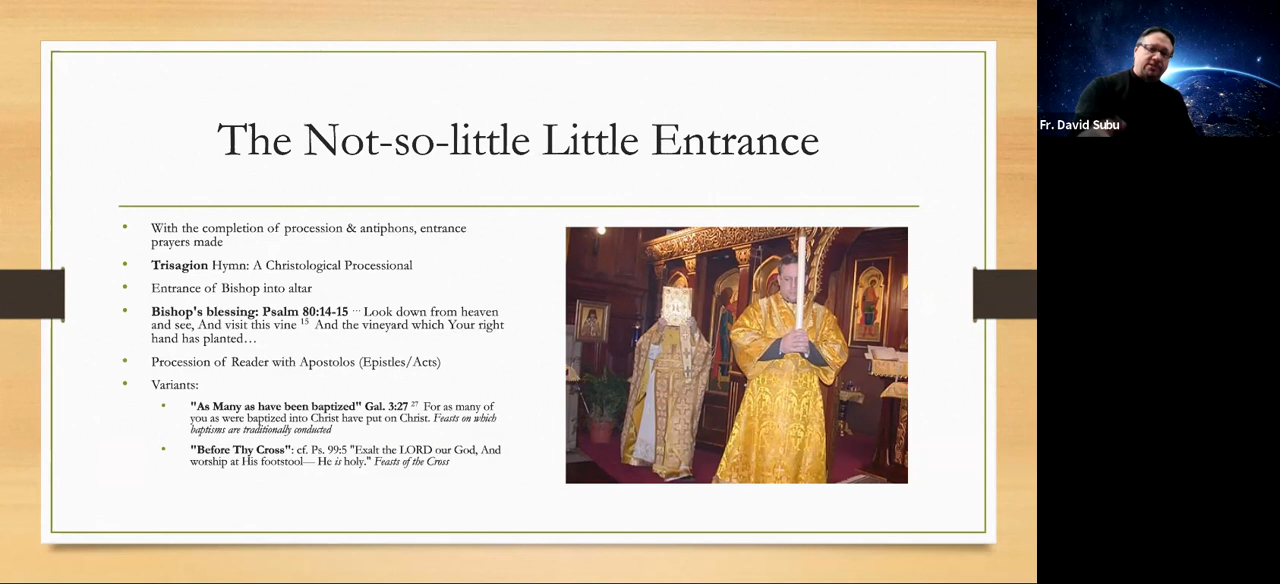 The Not-so-little Little Entrance
• With the completion of procession & antiphons, entrance
prayers made
• Trisagion Hymn: A Christological Processional
• Entrance of Bishop into altar
• Bishop's blessing: Psalm 80:14-15 ... Look down from heaven
and see, And visit this vine 15 And the vineyard which Your right
hand has planted…
• Procession of Reader with Apostolos (Epistles/Acts)
• Variants:
• "As Many as have been baptized" Gal. 3:27 27 For as many of
you as were baptized into Christ have put on Christ. Feasts on which
baptisms are traditionally conducted
• "Before Thy Cross": cf. Ps. 99:5 "Exalt the LORD our God, And
worship at His footstool— He is holy." Feasts of the Cross
Fr. David Subu